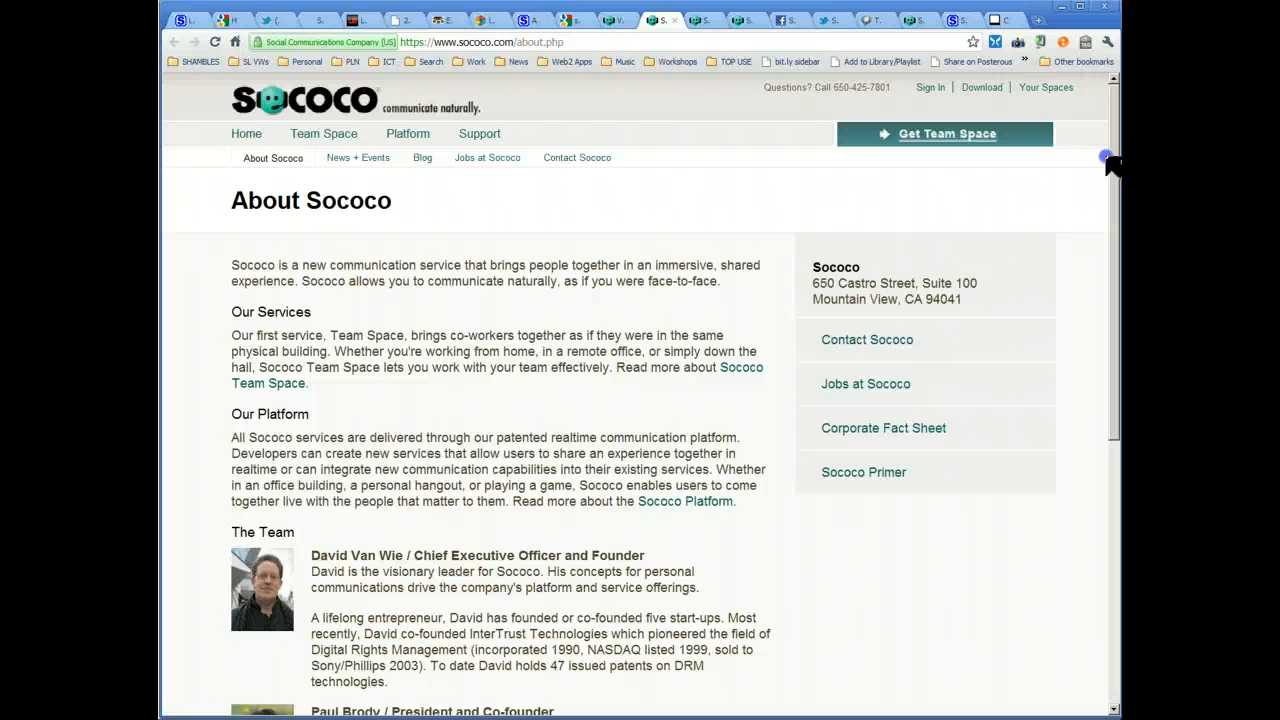 L.
H
(.
S.
L.
2.
E.
L.
A
s.
V.
S.
S.
S.
S.
S.
T.
S.
S.
C
Social Communications Company [US] https://www.sococo.com/about.php
SHAMBLES SL VWs Personal PLN ICT Search Work News Web2 Apps Music Workshops TOP USE bit.ly sidebar Add to Library/Playlist Share on Posterous » Other bookmarks
SOCOCO communicate naturally.
Questions? Call 650-425-7801 Sign In | Download | Your Spaces
Home Team Space Platform Support
Get Team Space
About Sococo News + Events Blog Jobs at Sococo Contact Sococo
About Sococo
Sococo is a new communication service that brings people together in an immersive, shared
experience. Sococo allows you to communicate naturally, as if you were face-to-face.
Our Services
Our first service, Team Space, brings co-workers together as if they were in the same
physical building. Whether you're working from home, in a remote office, or simply down the
hall, Sococo Team Space lets you work with your team effectively. Read more about Sococo
Team Space.
Our Platform
All Sococo services are delivered through our patented realtime communication platform.
Developers can create new services that allow users to share an experience together in
realtime or can integrate new communication capabilities into their existing services. Whether
in an office building, a personal hangout, or playing a game, Sococo enables users to come
together live with the people that matter to them. Read more about the Sococo Platform.
The Team
David Van Wie / Chief Executive Officer and Founder
David is the visionary leader for Sococo. His concepts for personal
communications drive the company's platform and service offerings.
A lifelong entrepreneur, David has founded or co-founded five start-ups. Most
recently, David co-founded InterTrust Technologies which pioneered the field of
Digital Rights Management (incorporated 1990, NASDAQ listed 1999, sold to
Sony/Phillips 2003). To date David holds 47 issued patents on DRM
technologies.
Paul Brody / President and Co-founder
Sococo
650 Castro Street, Suite 100
Mountain View, CA 94041
Contact Sococo
Jobs at Sococo
Corporate Fact Sheet
Sococo Primer